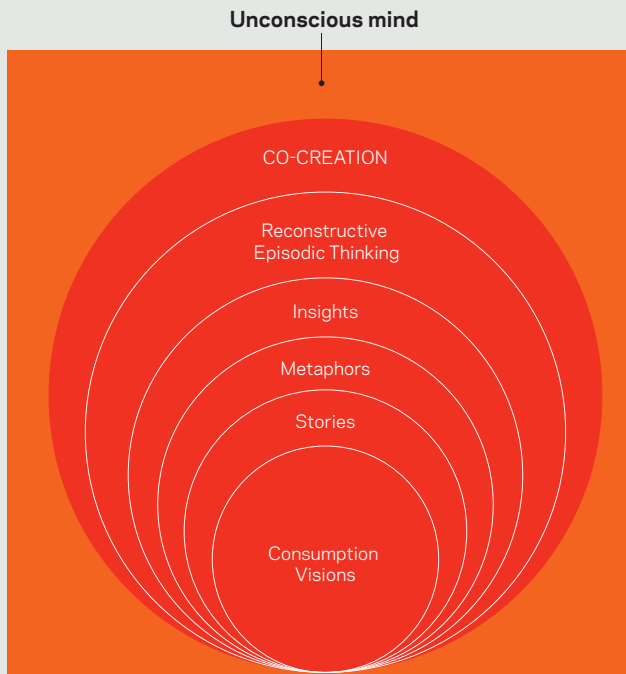 Unconscious mind
CO-CREATION
Reconstructive
Episodic Thinking
Insights
Metaphors
Stories
Consumption
Visions